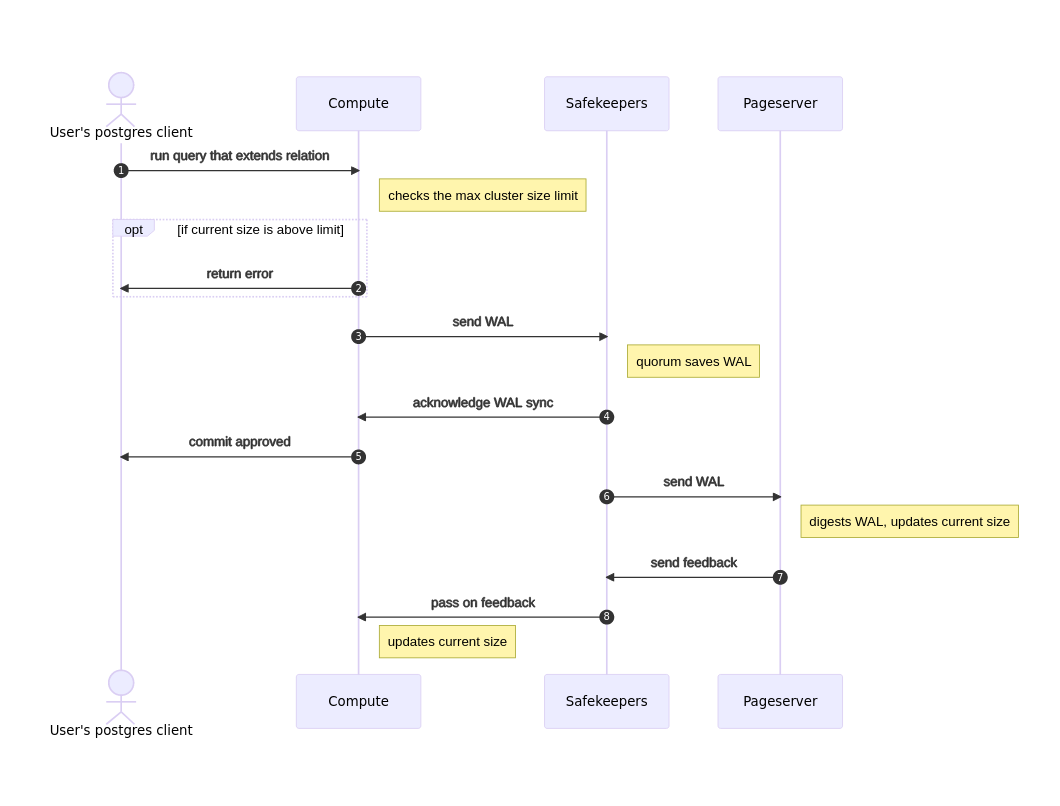 User's postgres client
Compute
Safekeepers
Pageserver
run query that extends relation
1
checks the max cluster size limit
opt
[if current size is above limit]
return error
2
send WAL
3
quorum saves WAL
acknowledge WAL sync
4
commit approved
5
send WAL
6
digests WAL, updates current size
send feedback
7
pass on feedback
8
updates current size
User's postgres client
Compute
Safekeepers
Pageserver